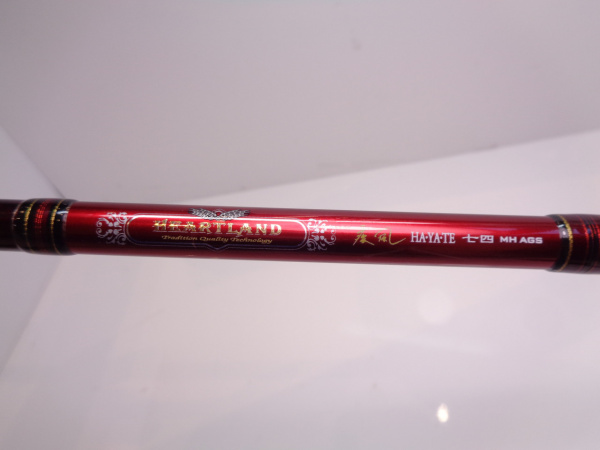 HEARTLAND
Tradition Quality Technology
疾風 HA·YA·TE 七四 MH AGS